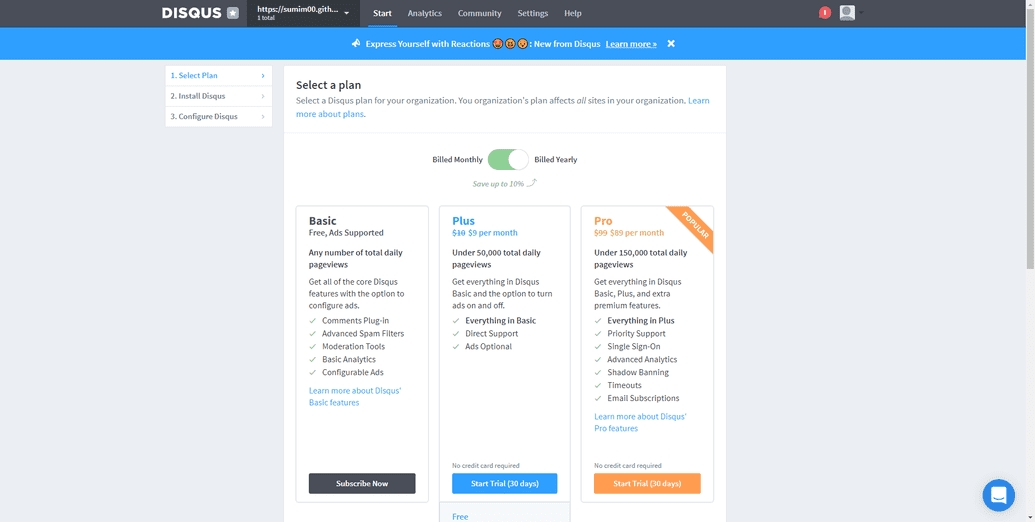 DISQUS
https://sumim00.gith...
1 total
Start
Analytics
Community
Settings
Help
1
Express Yourself with Reactions : New from Disqus Learn more »
1. Select Plan
2. Install Disqus
3. Configure Disqus
Select a plan
Select a Disqus plan for your organization. You organization's plan affects all sites in your organization. Learn
more about plans.
Billed Monthly
Billed Yearly
Save up to 10%
Basic
Free, Ads Supported
Any number of total daily
pageviews
Get all of the core Disqus
features with the option to
configure ads.
Comments Plug-in
Advanced Spam Filters
Moderation Tools
Basic Analytics
Configurable Ads
Learn more about Disqus'
Basic features
Subscribe Now
Plus
$10 $9 per month
Under 50,000 total daily
pageviews
Get everything in Disqus
Basic and the option to turn
ads on and off.
Everything in Basic
Direct Support
Ads Optional
No credit card required
Start Trial (30 days)
Free
POPULAR
Pro
$99 $89 per month
Under 150,000 total daily
pageviews
Get everything in Disqus
Basic, Plus, and extra
premium features.
Everything in Plus
Priority Support
Single Sign-On
Advanced Analytics
Shadow Banning
Timeouts
Email Subscriptions
Learn more about Disqus'
Pro features
No credit card required
Start Trial (30 days)